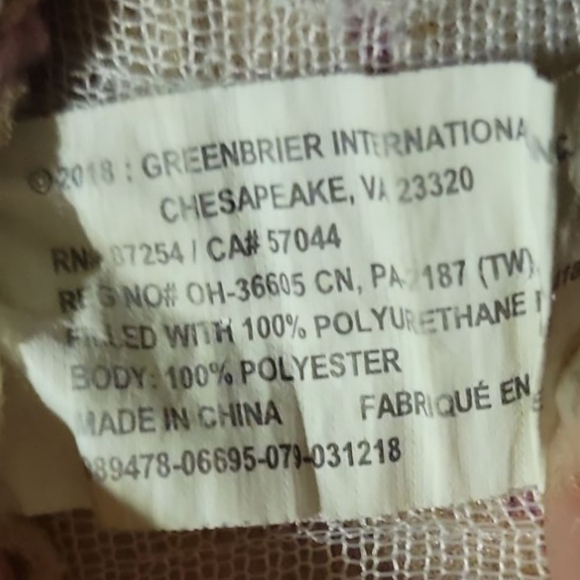 ©2018 : GREENBRIER INTERNATIONA
CHESAPEAKE, VA 23320
RN# 87254 / CA# 57044
REG NO# OH-36605 CN, PA-2187 (TW),
FILLED WITH 100% POLYURETHANE
BODY: 100% POLYESTER
MADE IN CHINA FABRIQUÉ EN
89478-06695-079-031218